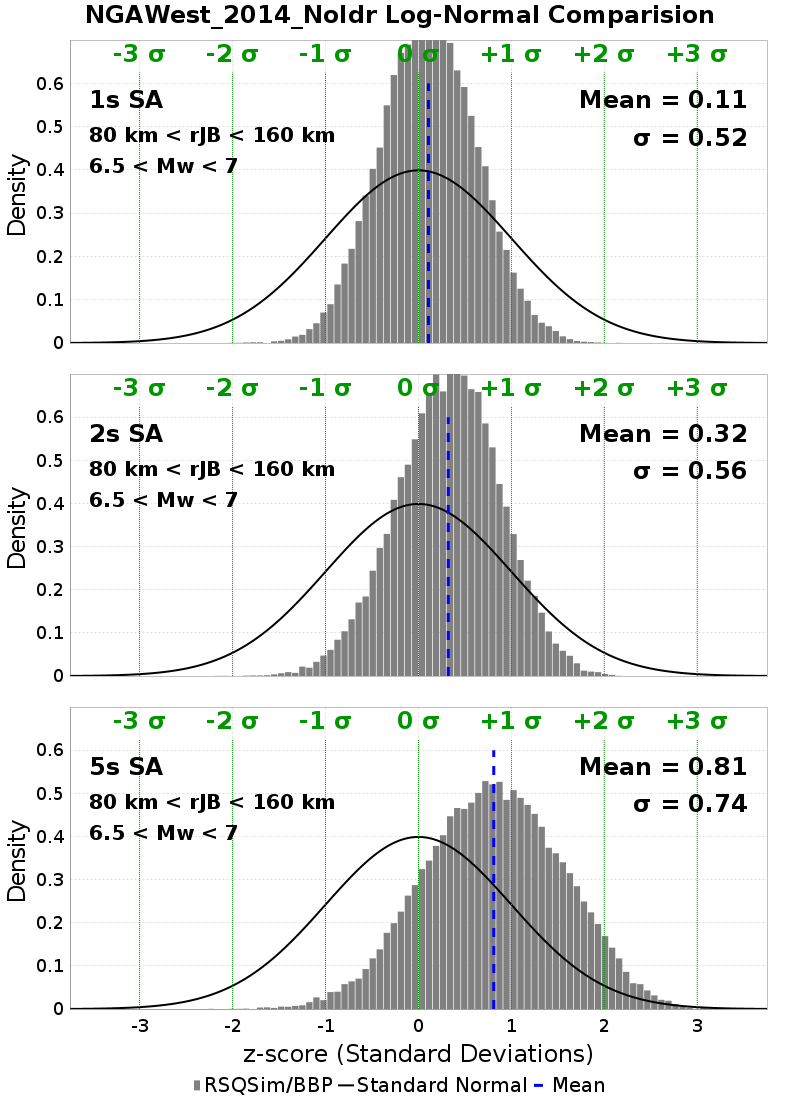 NGAWest_2014_NoIdr Log-Normal Comparision
-3 σ -2 σ -1 σ 0 σ +1 σ +2 σ +3 σ
1s SA
Mean = 0.11
80 km < rJB < 160 km
σ = 0.52
6.5 < Mw < 7
Density
0.6
0.5
0.4
0.3
0.2
0.1
0
-3 σ -2 σ -1 σ 0 σ +1 σ +2 σ +3 σ
2s SA
Mean = 0.32
80 km < rJB < 160 km
σ = 0.56
6.5 < Mw < 7
Density
0.6
0.5
0.4
0.3
0.2
0.1
0
-3 σ -2 σ -1 σ 0 σ +1 σ +2 σ +3 σ
5s SA
Mean = 0.81
80 km < rJB < 160 km
σ = 0.74
6.5 < Mw < 7
Density
0.6
0.5
0.4
0.3
0.2
0.1
0
-3 -2 -1 0 1 2 3
z-score (Standard Deviations)
RSQSim/BBP Standard Normal Mean